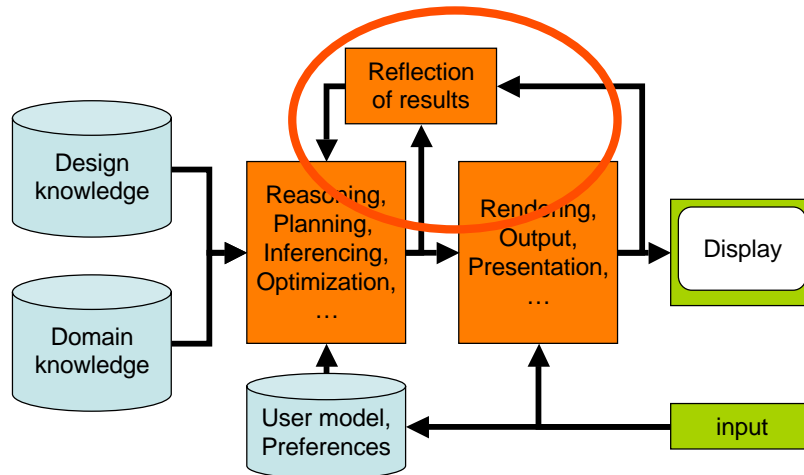 Reflection
of results
Design
knowledge
Reasoning,
Planning,
Inferencing,
Optimization,
…
Rendering,
Output,
Presentation,
…
Display
Domain
knowledge
User model,
Preferences
input